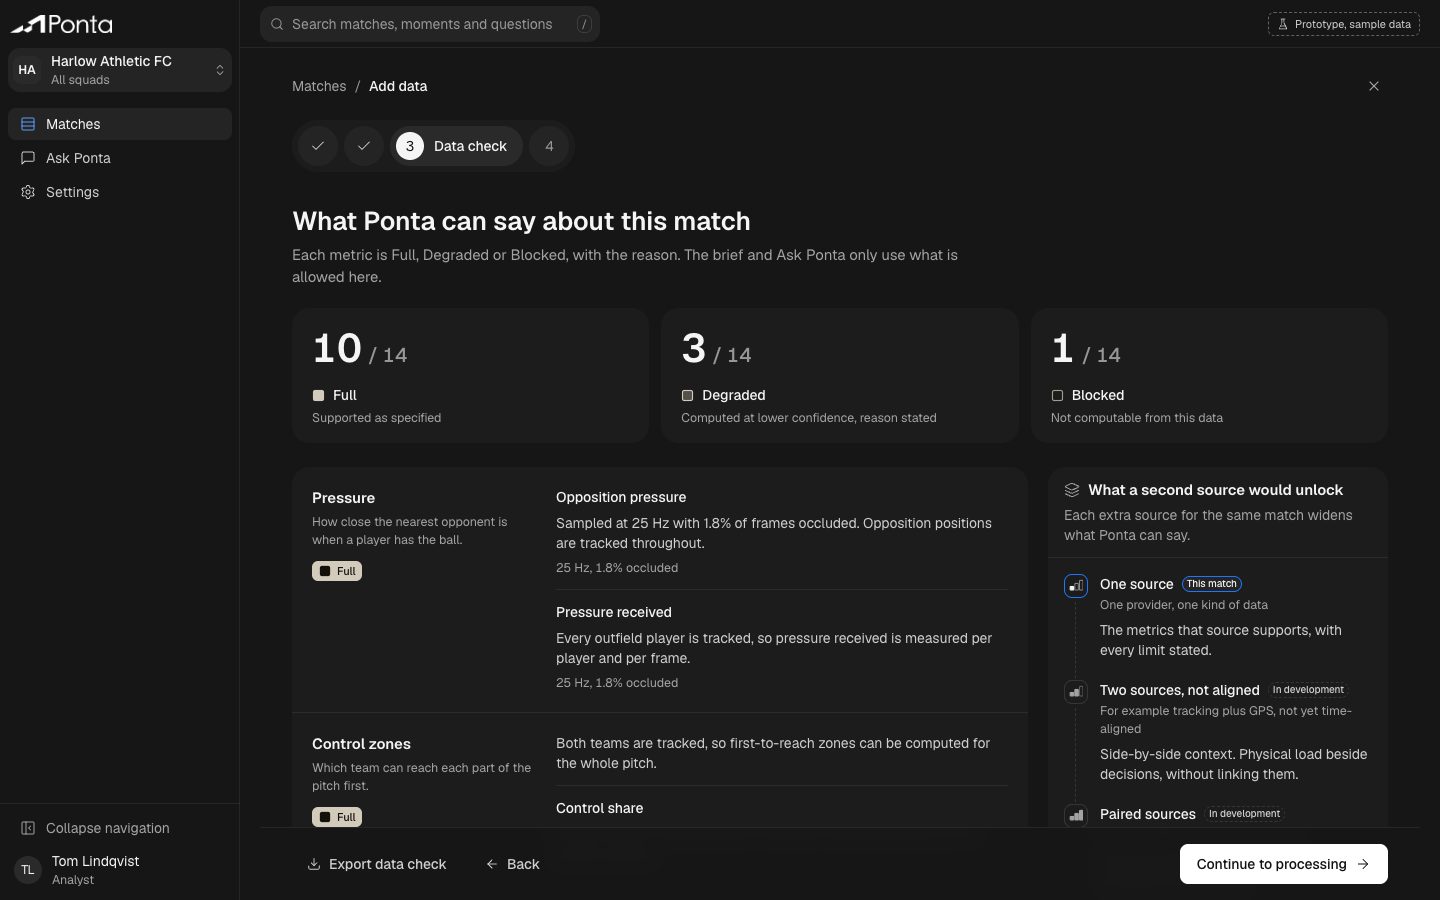 Ponta
Search matches, moments and questions
/
Prototype, sample data
HA
Harlow Athletic FC
All squads
Matches
Ask Ponta
Settings
Matches / Add data
3 Data check
4
What Ponta can say about this match
Each metric is Full, Degraded or Blocked, with the reason. The brief and Ask Ponta only use what is
allowed here.
10 / 14
Full
Supported as specified
3 / 14
Degraded
Computed at lower confidence, reason stated
1 / 14
Blocked
Not computable from this data
Pressure
How close the nearest opponent is
when a player has the ball.
Full
Opposition pressure
Sampled at 25 Hz with 1.8% of frames occluded. Opposition positions
are tracked throughout.
25 Hz, 1.8% occluded
Pressure received
Every outfield player is tracked, so pressure received is measured per
player and per frame.
25 Hz, 1.8% occluded
Control zones
Which team can reach each part of the
pitch first.
Full
Both teams are tracked, so first-to-reach zones can be computed for
the whole pitch.
Control share
What a second source would unlock
Each extra source for the same match widens
what Ponta can say.
One source
This match
One provider, one kind of data
The metrics that source supports, with
every limit stated.
Two sources, not aligned
In development
For example tracking plus GPS, not yet time-
aligned
Side-by-side context. Physical load beside
decisions, without linking them.
Paired sources
In development
Collapse navigation
TL
Tom Lindqvist
Analyst
Export data check
Back
Continue to processing